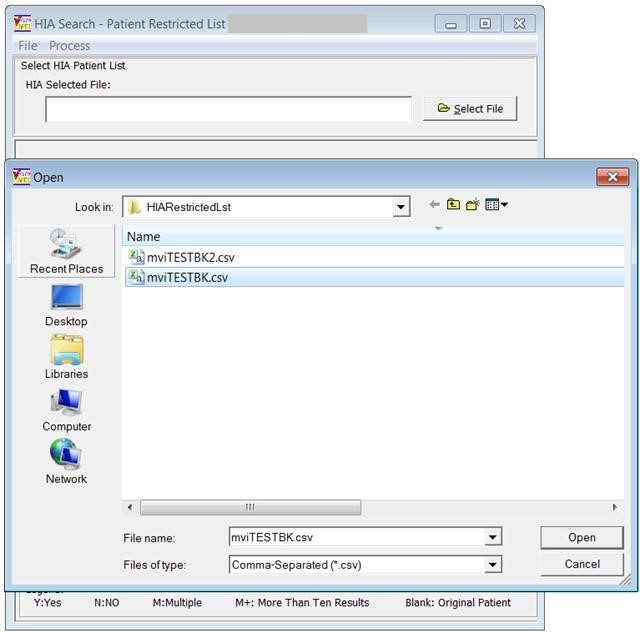 HIA Search - Patient Restricted List
File Process
Select HIA Patient List
HIA Selected File:
Select File
Open
Look in: HIARestrictedLst
Name
mviTESTBK2.csv
mviTESTBK.csv
Recent Places
Desktop
Libraries
Computer
Network
File name: mviTESTBK.csv Open
Files of type: Comma-Separated (*.csv) Cancel
Y:Yes N:NO M:Multiple M+: More Than Ten Results Blank: Original Patient